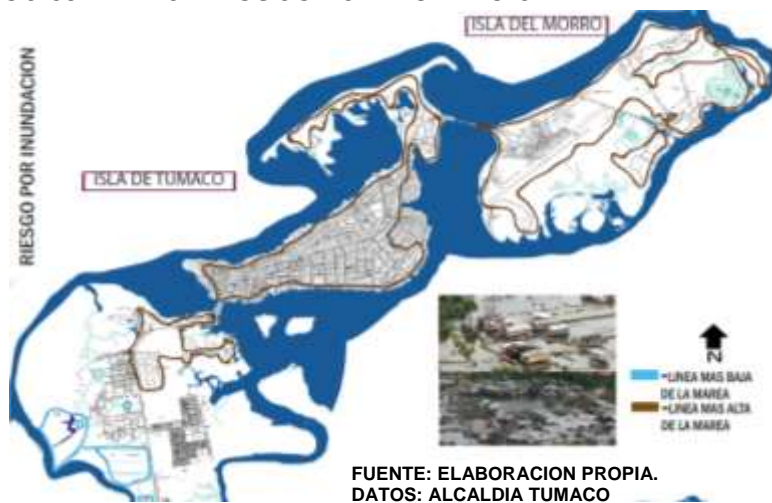 ISLA DEL MORRO
RIESGO POR INUNDACION
ISLA DE TUMACO
N
=LINEA MAS BAJA
DE LA MAREA
=LINEA MAS ALTA
DE LA MAREA
FUENTE: ELABORACION PROPIA.
DATOS: ALCALDIA TUMACO